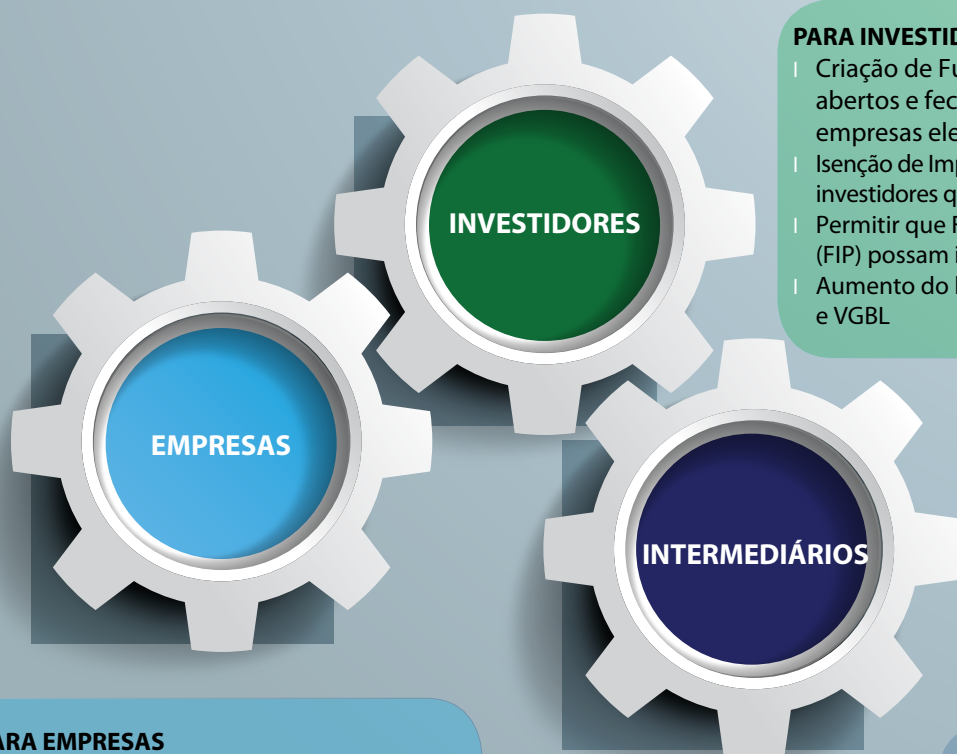 PARA INVESTID
Criação de Fu
abertos e fec
empresas ele
Isenção de Imp
investidores q
Permitir que F
(FIP) possam i
Aumento do
e VGBL
INVESTIDORES
EMPRESAS
INTERMEDIÁRIOS
ARA EMPRESAS